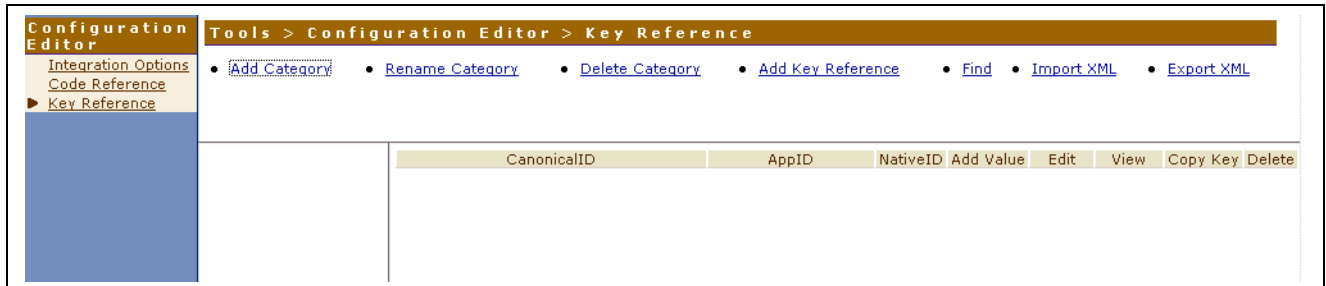 Configuration Editor
Integration Options
Code Reference
Key Reference
Tools > Configuration Editor > Key Reference
Add Category Rename Category Delete Category Add Key Reference Find Import XML Export XML
CanonicalID AppID NativeID Add Value Edit View Copy Key Delete